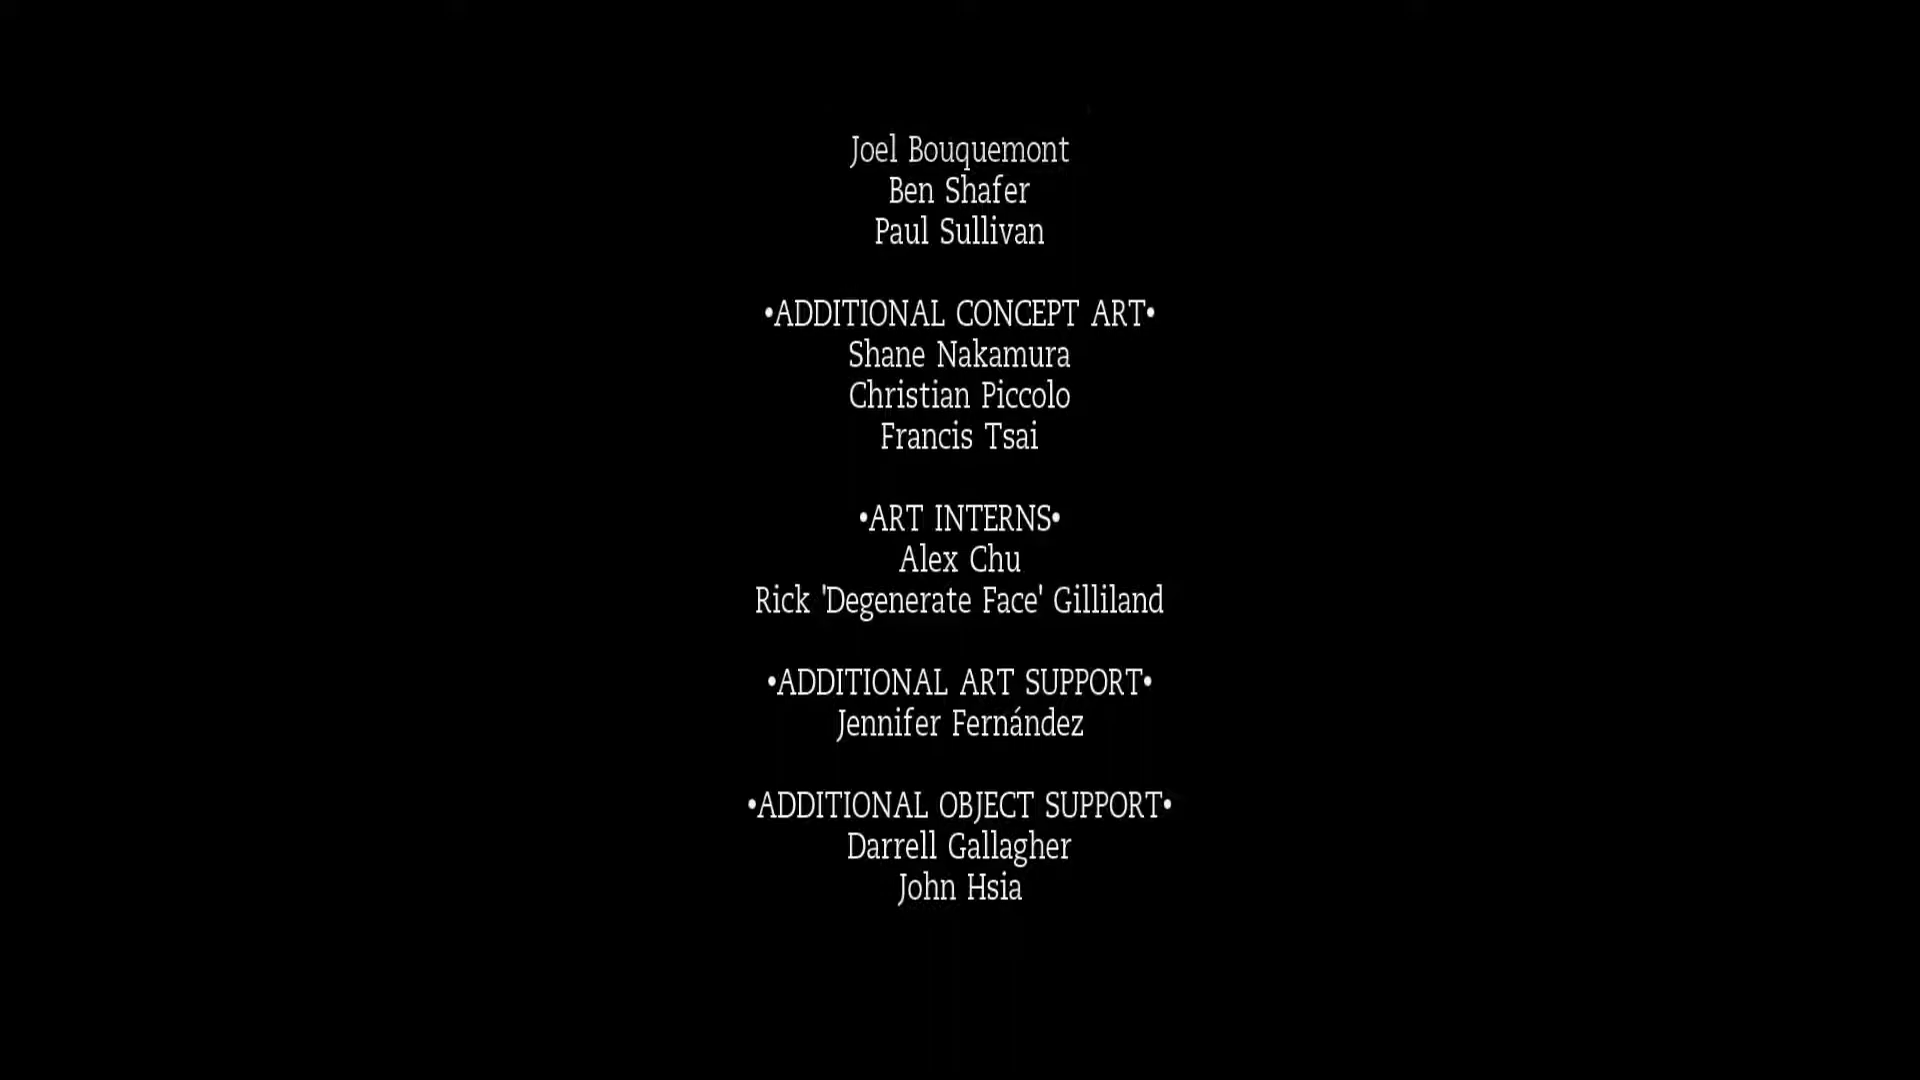 Joel Bouquemont
Ben Shafer
Paul Sullivan
•ADDITIONAL CONCEPT ART•
Shane Nakamura
Christian Piccolo
Francis Tsai
•ART INTERNS•
Alex Chu
Rick 'Degenerate Face' Gilliland
•ADDITIONAL ART SUPPORT•
Jennifer Fernández
•ADDITIONAL OBJECT SUPPORT•
Darrell Gallagher
John Hsia